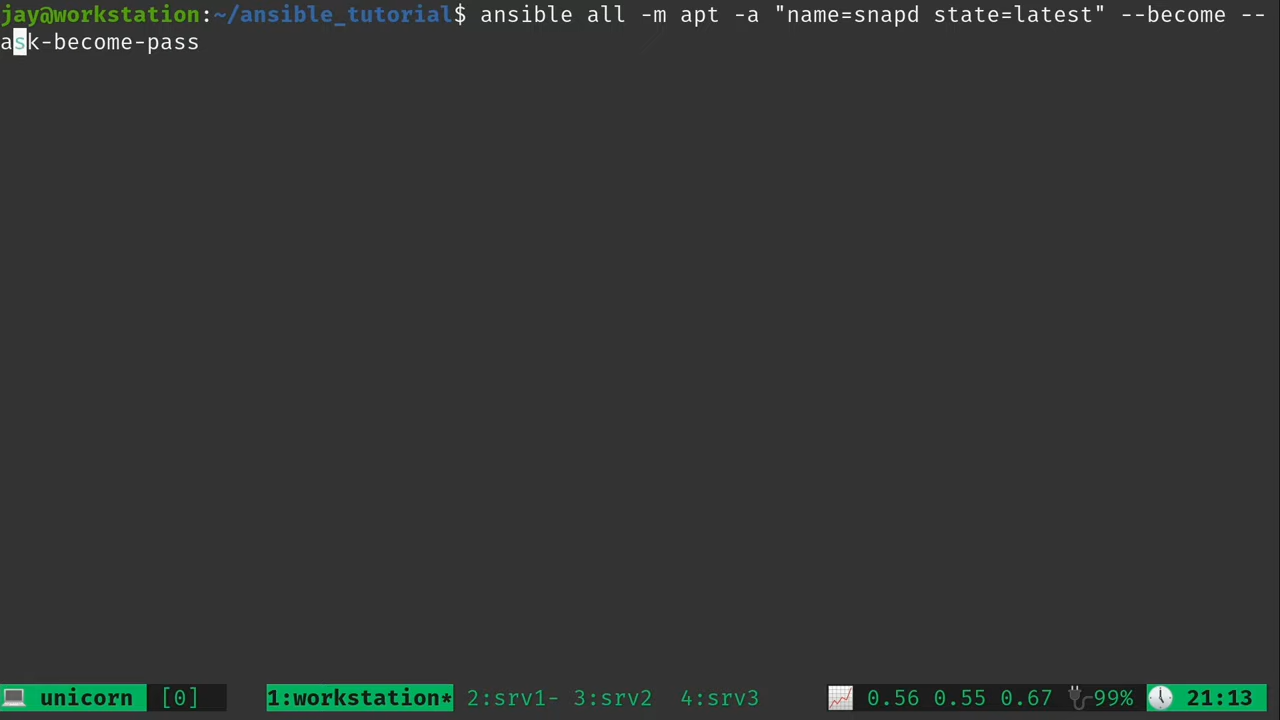 jay@workstation:~/ansible_tutorial$ ansible all -m apt -a "name=snapd state=latest" --become --
ask-become-pass
unicorn [0] 1:workstation* 2:srv1- 3:srv2 4:srv3 0.56 0.55 0.67 99% 21:13